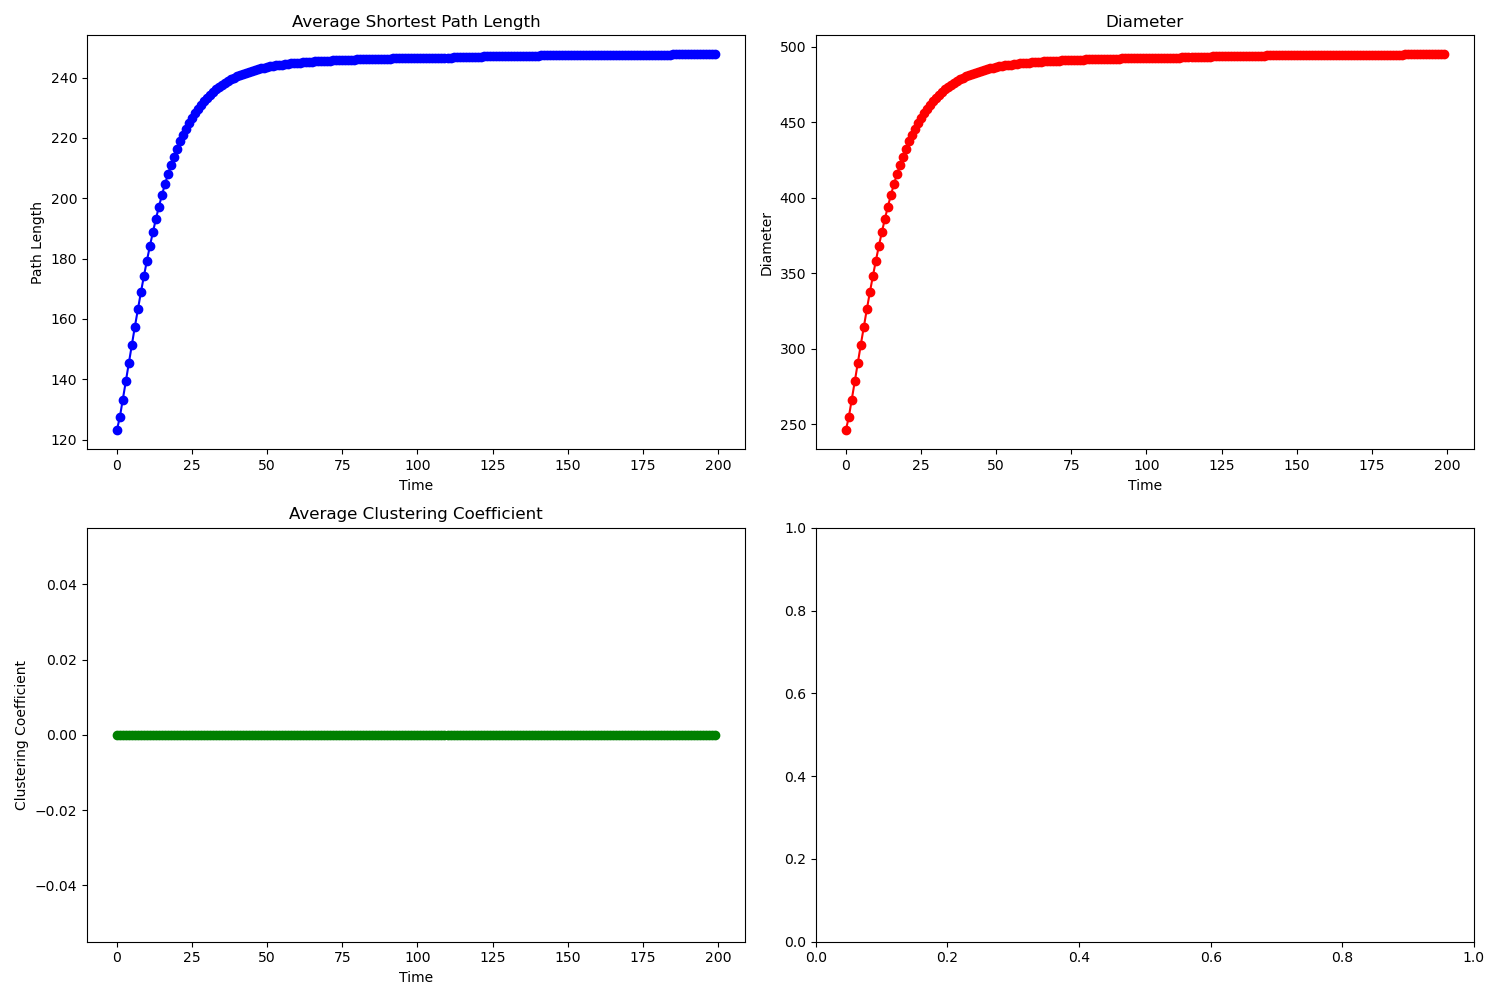 Average Shortest Path Length
Path Length
240
220
200
180
160
140
120
0 25 50 75 100 125 150 175 200
Time
Diameter
Diameter
500
450
400
350
300
250
0 25 50 75 100 125 150 175 200
Time
Average Clustering Coefficient
Clustering Coefficient
0.04
0.02
0.00
−0.02
−0.04
0 25 50 75 100 125 150 175 200
Time
1.0
0.8
0.6
0.4
0.2
0.0
0.0 0.2 0.4 0.6 0.8 1.0